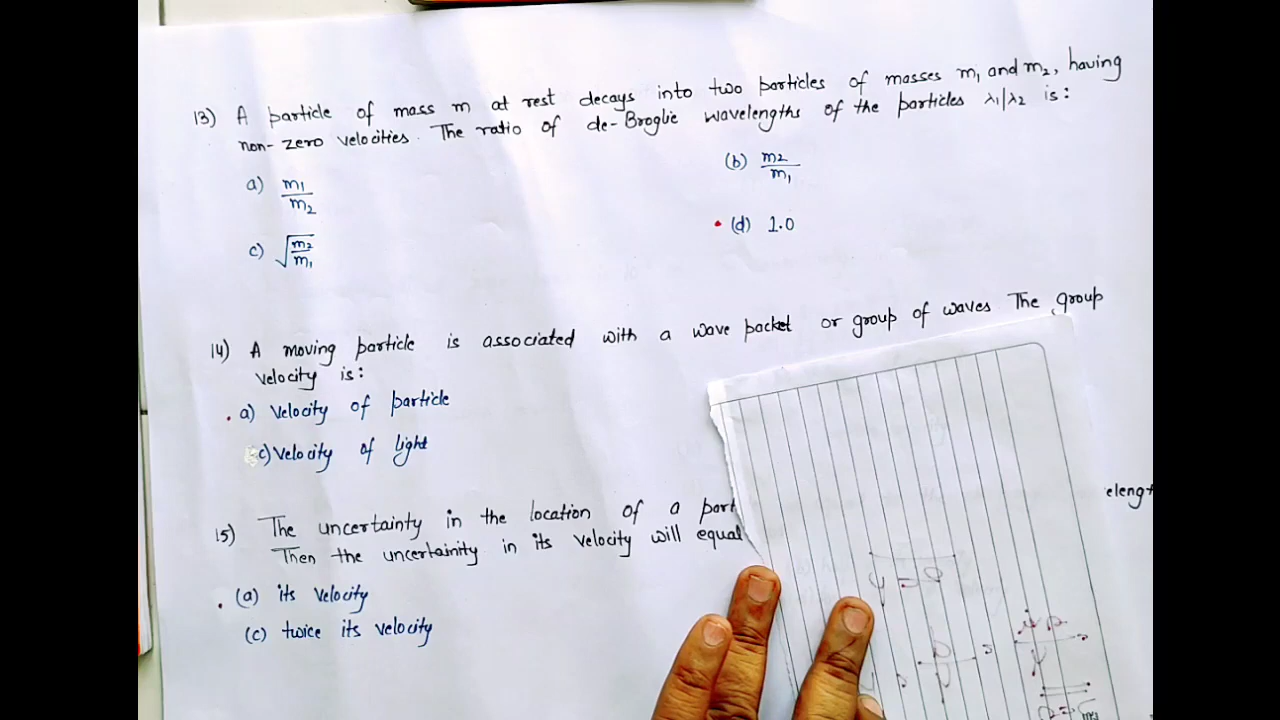 13) A particle of mass m at rest decays into two particles of masses m₁ and m₂, having
non-zero velocities. The ratio of de-Broglie wavelengths of the particles λ₁/λ₂ is:
a) m₁/m₂
(b) m₂/m₁
c) √(m₂/m₁)
(d) 1.0
14) A moving particle is associated with a wave packet or group of waves The group
velocity is:
a) Velocity of particle
c) Velocity of light
15) The uncertainty in the location of a part
elengt
Then the uncertainity in its velocity will equal
(a) its velocity
(c) twice its velocity